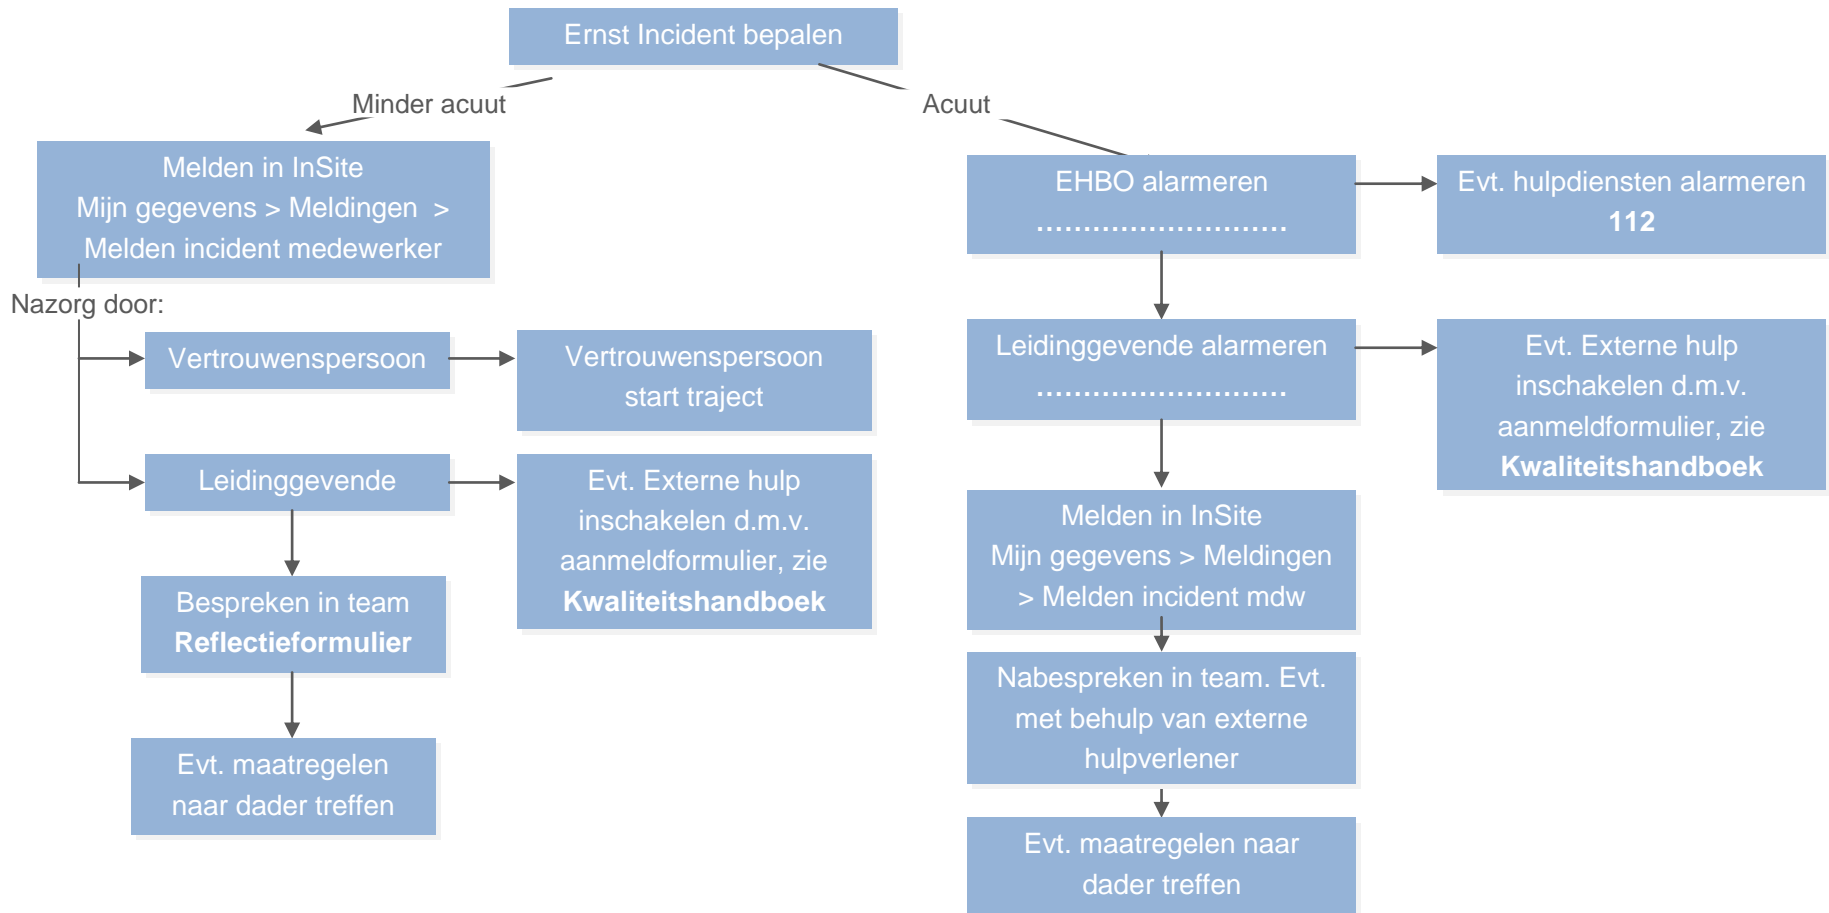 Ernst Incident bepalen
Minder acuut
Acuut
Melden in InSite
Mijn gegevens > Meldingen >
Melden incident medewerker
Nazorg door:
Vertrouwenspersoon
Vertrouwenspersoon
start traject
Leidinggevende
Evt. Externe hulp
inschakelen d.m.v.
aanmeldformulier, zie
Kwaliteitshandboek
Bespreken in team
Reflectieformulier
Evt. maatregelen
naar dader treffen
EHBO alarmeren
………………………
Evt. hulpdiensten alarmeren
112
Leidinggevende alarmeren
………………………
Evt. Externe hulp
inschakelen d.m.v.
aanmeldformulier, zie
Kwaliteitshandboek
Melden in InSite
Mijn gegevens > Meldingen
> Melden incident mdw
Nabespreken in team. Evt.
met behulp van externe
hulpverlener
Evt. maatregelen naar
dader treffen